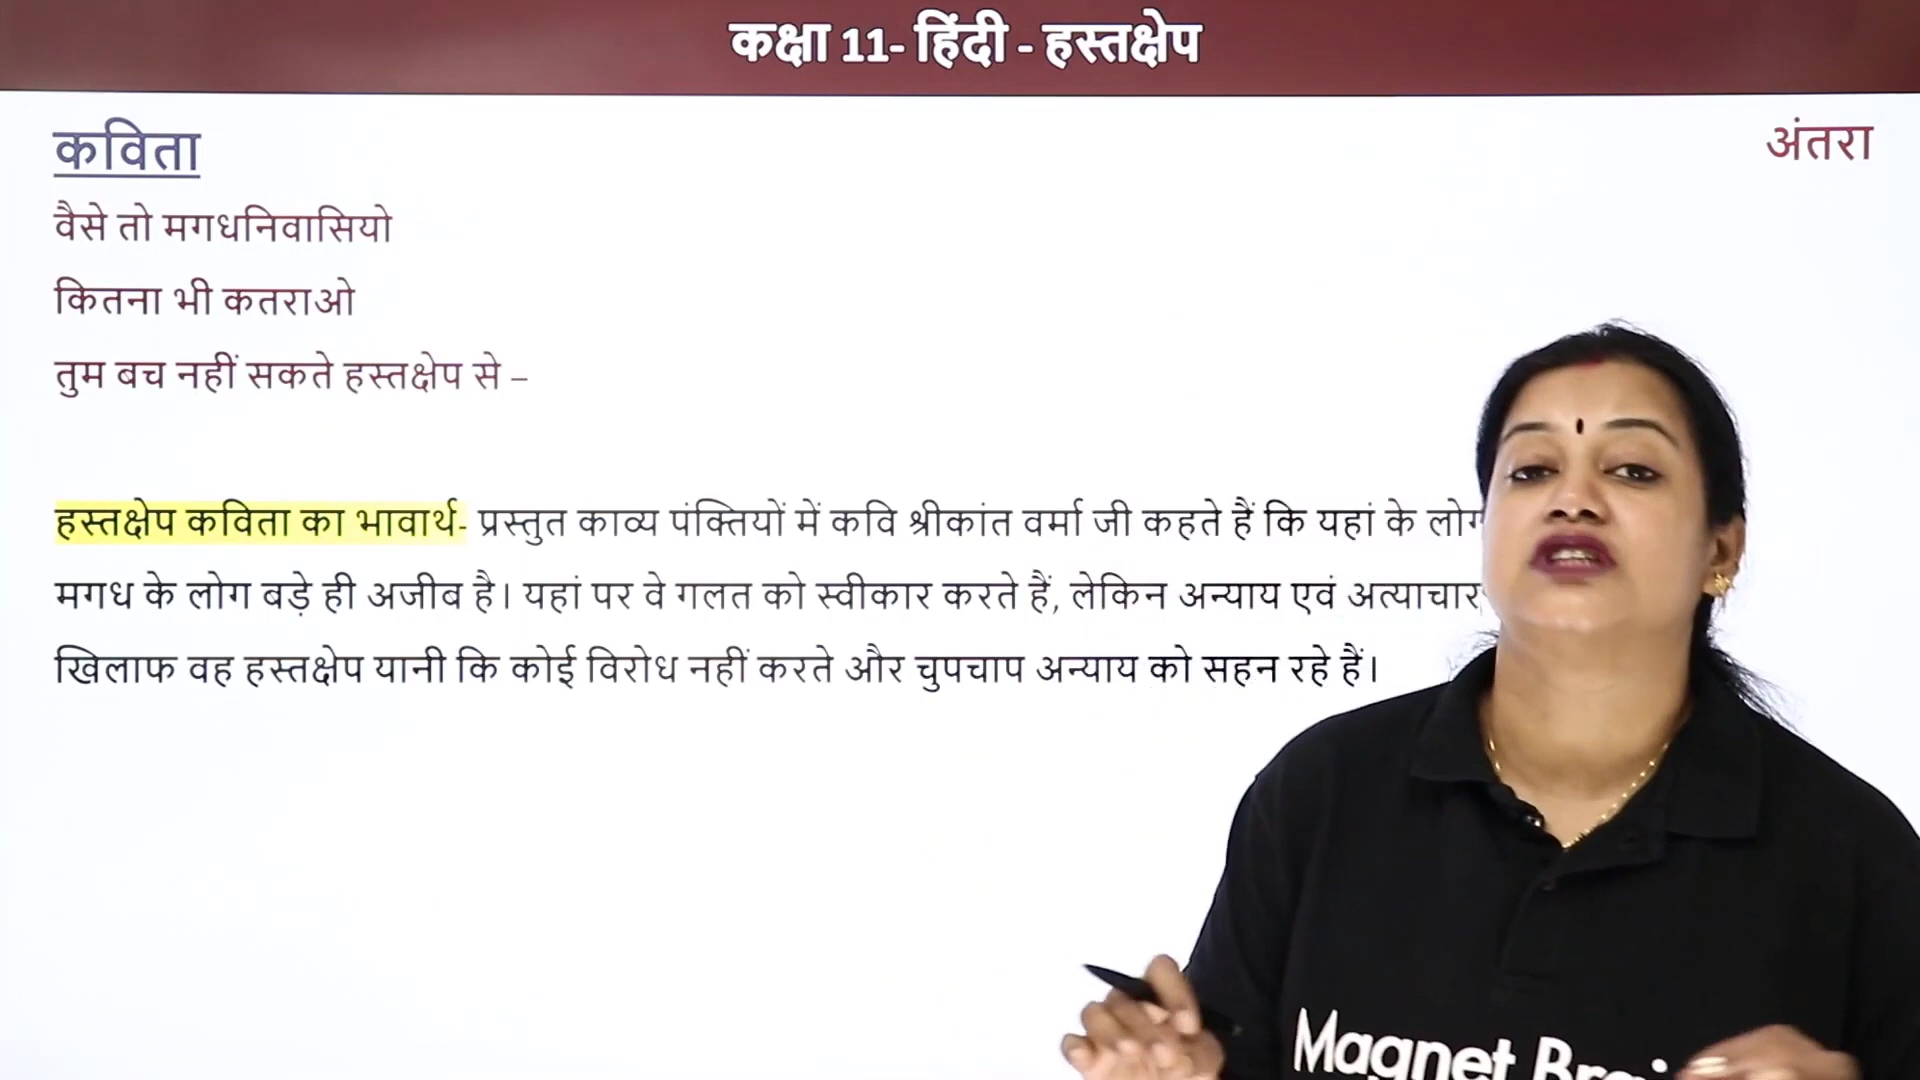 कक्षा 11- हिंदी - हस्तक्षेप
कविता
अंतरा
वैसे तो मगधनिवासियो
कितना भी कतराओ
तुम बच नहीं सकते हस्तक्षेप से –
हस्तक्षेप कविता का भावार्थ- प्रस्तुत काव्य पंक्तियों में कवि श्रीकांत वर्मा जी कहते हैं कि यहां के
मगध के लोग बड़े ही अजीब है। यहां पर वे गलत को स्वीकार करते हैं, लेकिन अन्याय एवं अत्याचार
खिलाफ वह हस्तक्षेप यानी कि कोई विरोध नहीं करते और चुपचाप अन्याय को सहन रहे हैं।
Magnet